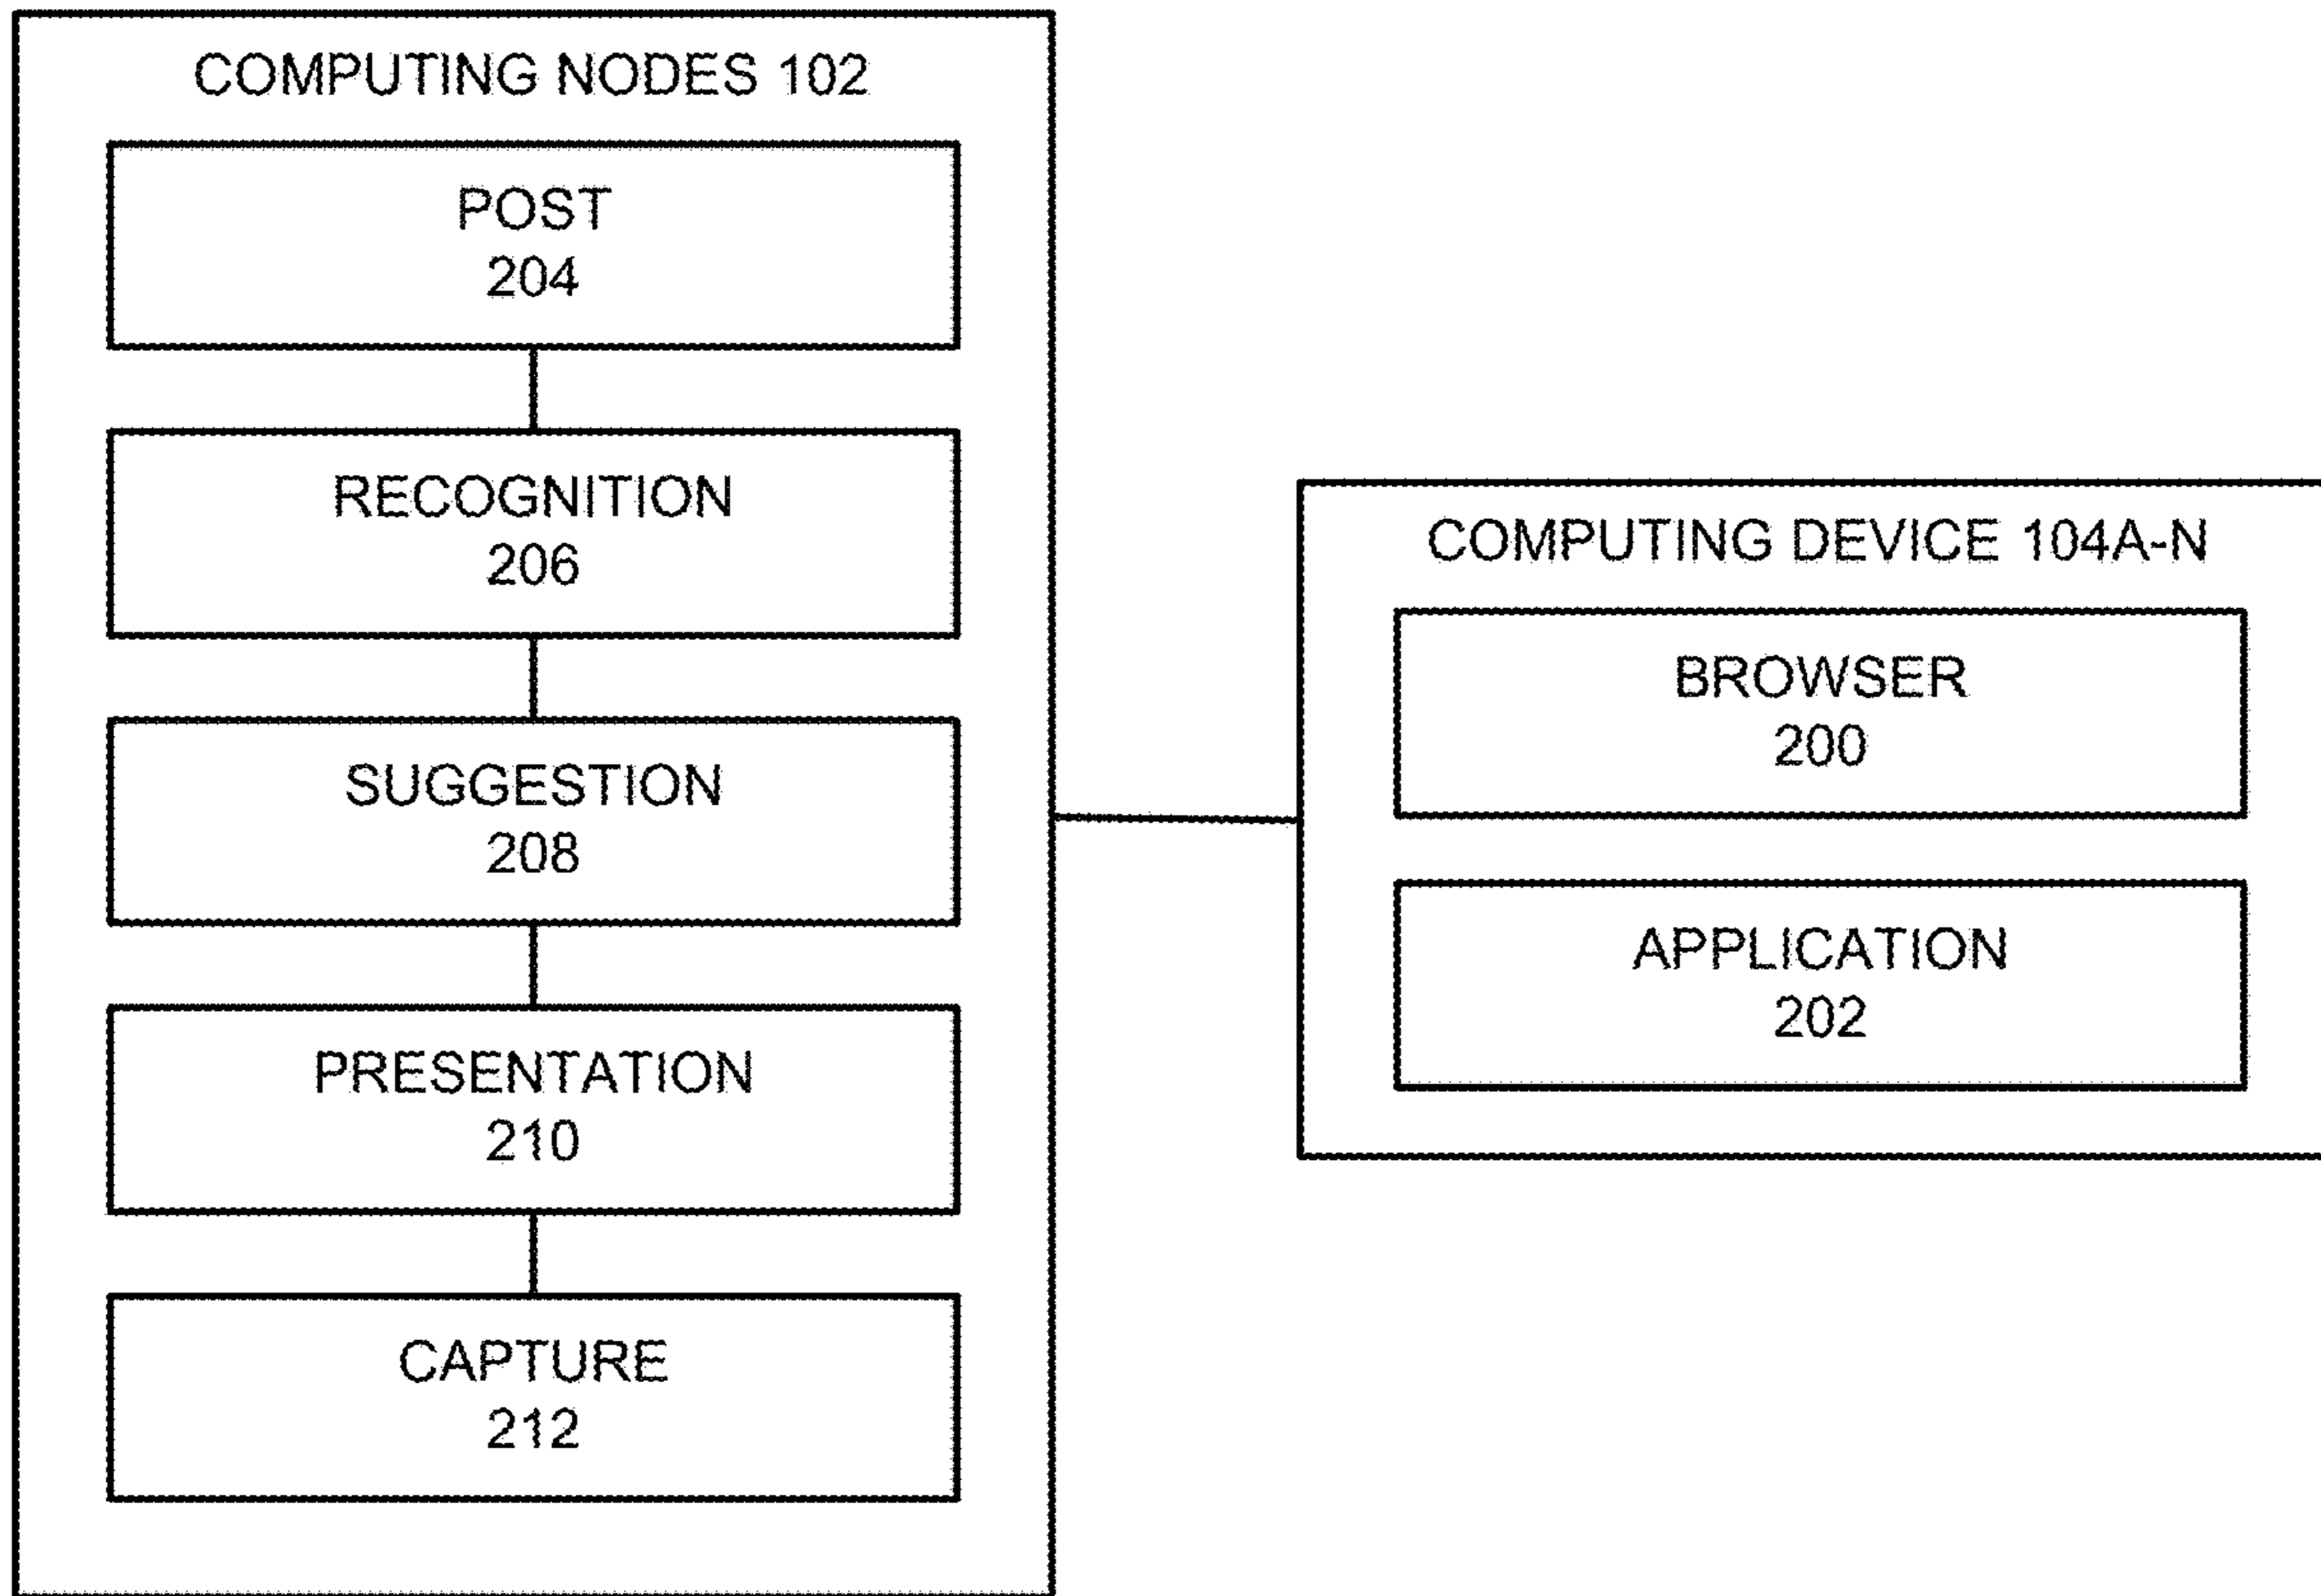 COMPUTING NODES 102
POST
204
RECOGNITION
206
SUGGESTION
208
PRESENTATION
210
CAPTURE
212
COMPUTING DEVICE 104A-N
BROWSER
200
APPLICATION
202